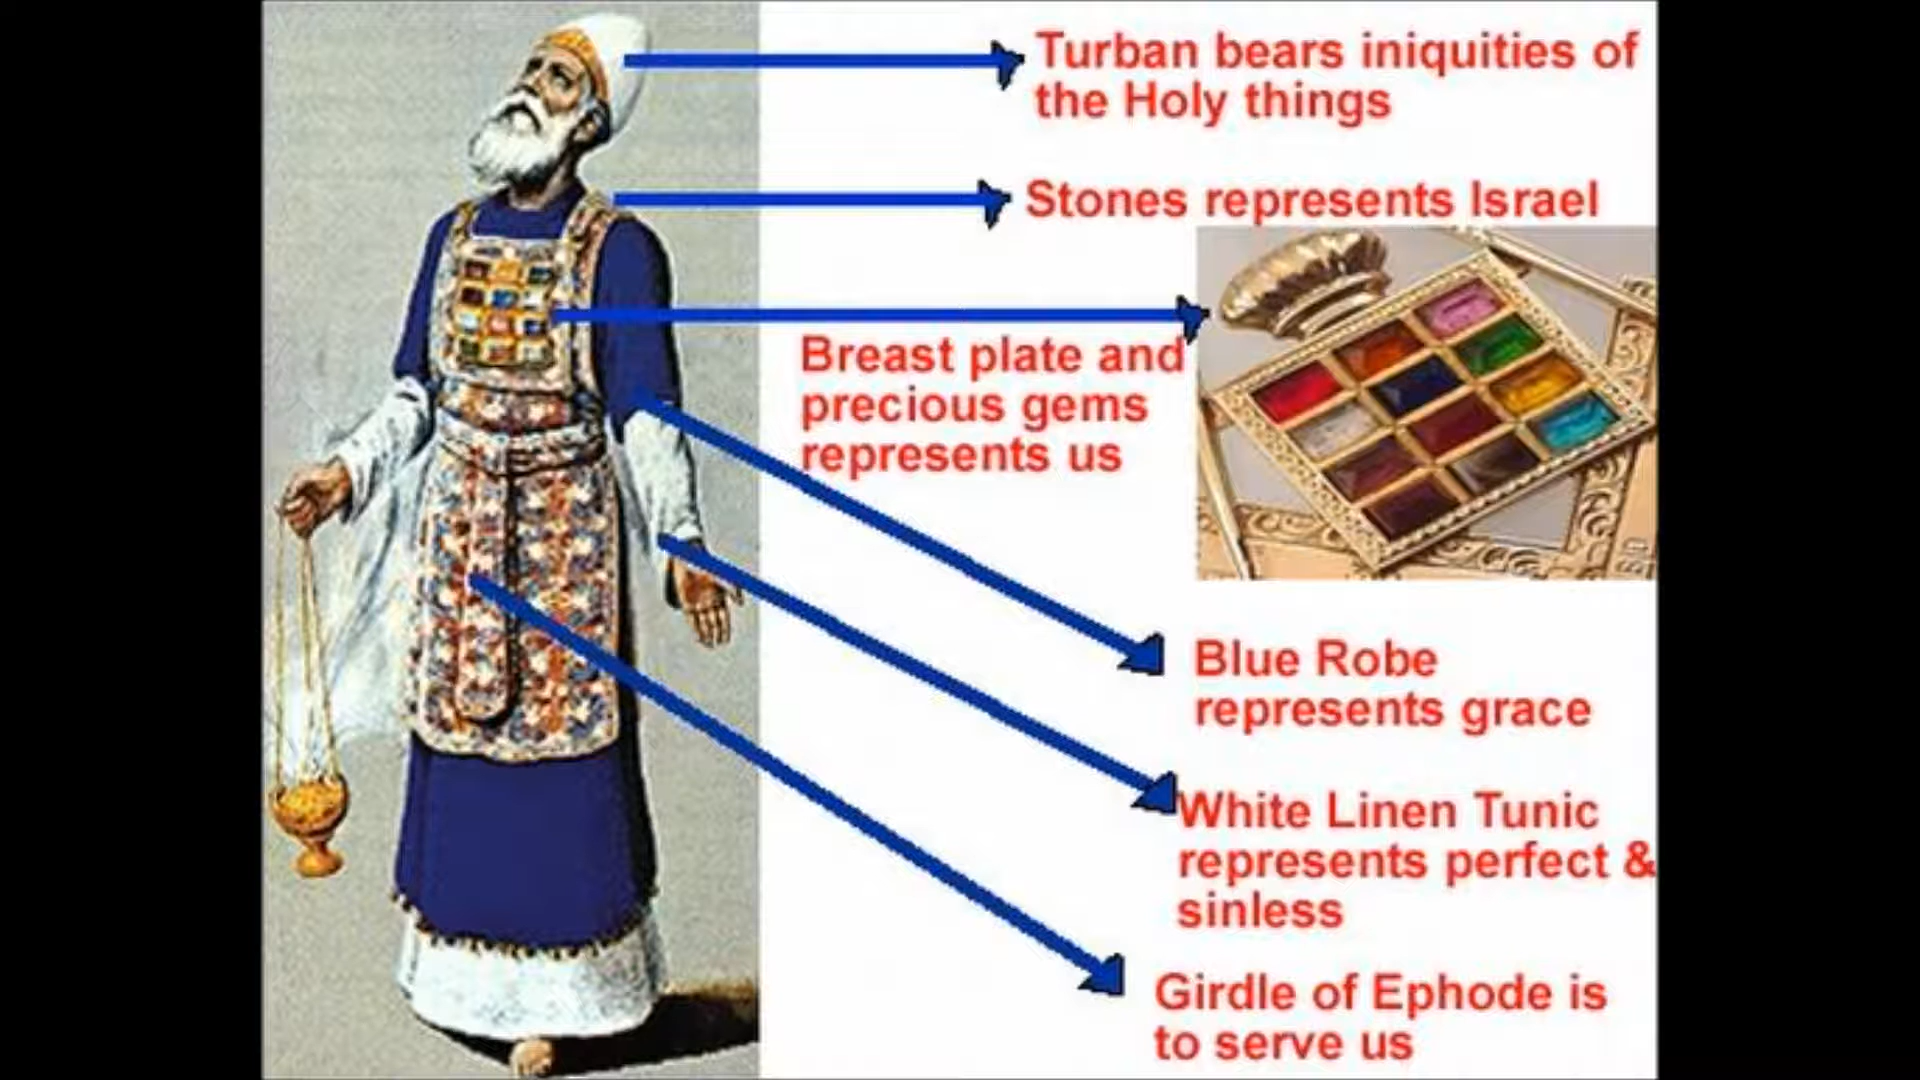 Turban bears iniquities of
the Holy things
Stones represents Israel
Breast plate and
precious gems
represents us
Blue Robe
represents grace
White Linen Tunic
represents perfect &
sinless
Girdle of Ephode is
to serve us